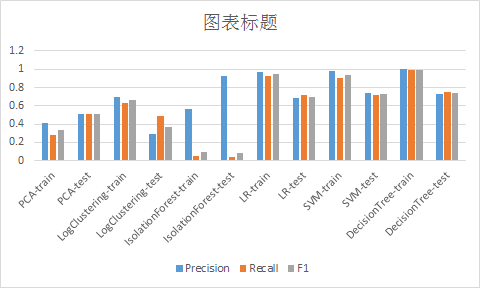 图表标题
1.2
1
0.8
0.6
0.4
0.2
0
PCA-train
PCA-test
LogClustering-train
LogClustering-test
IsolationForest-train
IsolationForest-test
LR-train
LR-test
SVM-train
SVM-test
DecisionTree-train
DecisionTree-test
Precision Recall F1